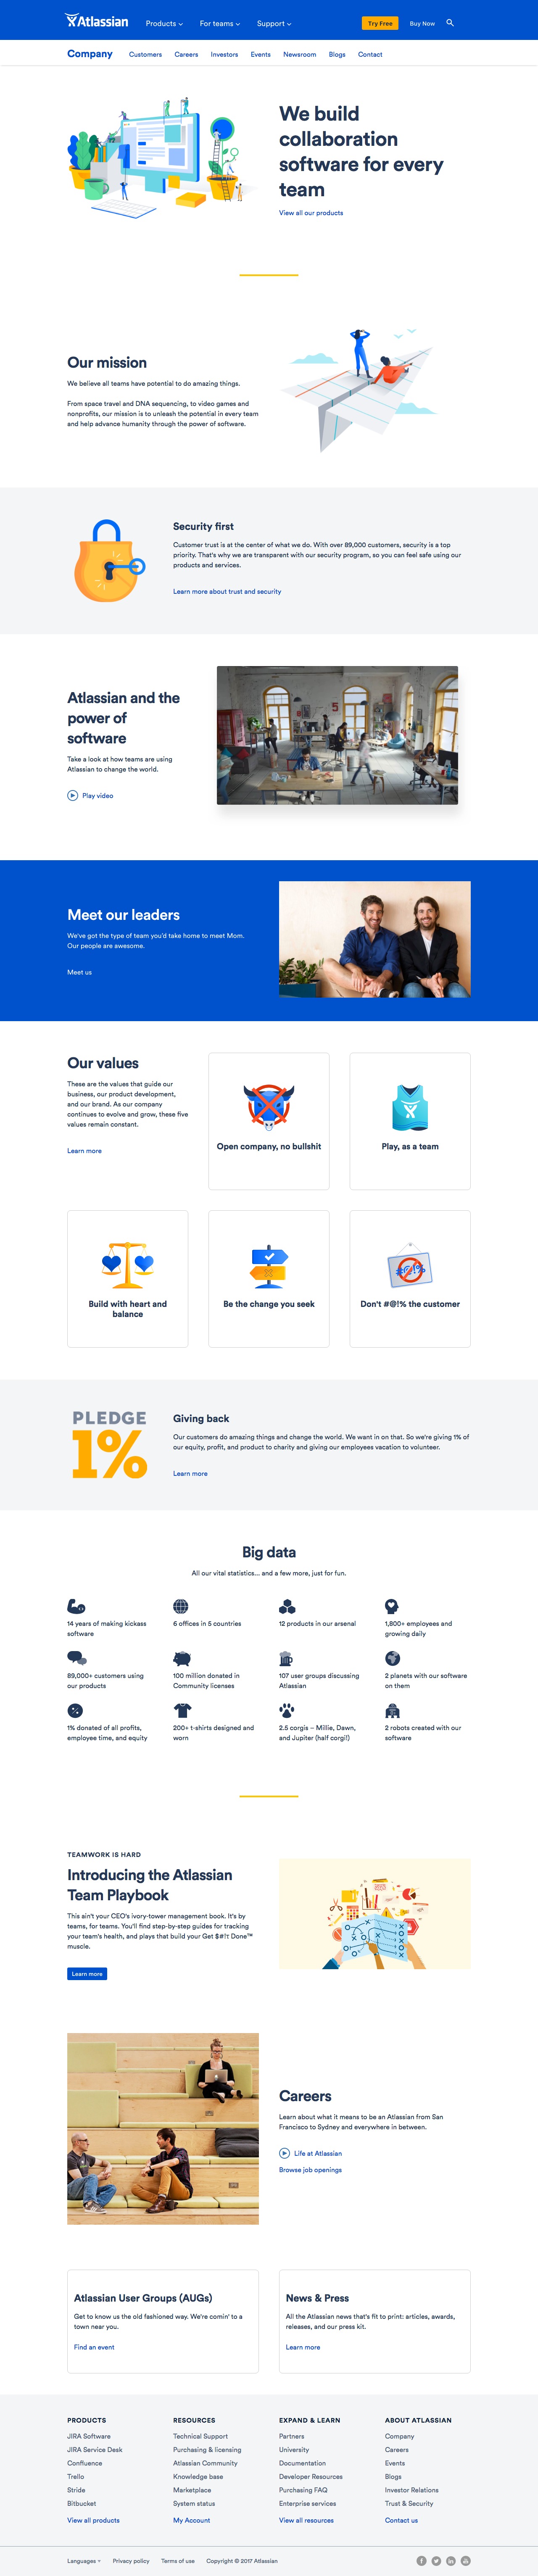 Atlassian
Products
For teams
Support
Try Free
Buy Now
Company
Customers
Careers
Investors
Events
Newsroom
Blogs
Contact
We build
collaboration
software for every
team
View all our products
Our mission
We believe all teams have potential to do amazing things.
From space travel and DNA sequencing, to video games and
nonprofits, our mission is to unleash the potential in every team
and help advance humanity through the power of software.
Security first
Customer trust is at the center of what we do. With over 89,000 customers, security is a top
priority. That's why we are transparent with our security program, so you can feel safe using our
products and services.
Learn more about trust and security
Atlassian and the
power of
software
Take a look at how teams are using
Atlassian to change the world.
Play video
Meet our leaders
We've got the type of team you'd take home to meet Mom.
Our people are awesome.
Meet us
Our values
These are the values that guide our
business, our product development,
and our brand. As our company
continues to evolve and grow, these five
values remain constant.
Learn more
Open company, no bullshit
Play, as a team
Build with heart and
balance
Be the change you seek
Don't #@!% the customer
PLEDGE
1%
Giving back
Our customers do amazing things and change the world. We want in on that. So we're giving 1% of
our equity, profit, and product to charity and giving our employees vacation to volunteer.
Learn more
Big data
All our vital statistics... and a few more, just for fun.
14 years of making kickass
software
6 offices in 5 countries
12 products in our arsenal
1,800+ employees and
growing daily
89,000+ customers using
our products
100 million donated in
Community licenses
107 user groups discussing
Atlassian
2 planets with our software
on them
1% donated of all profits,
employee time, and equity
200+ t-shirts designed and
worn
2.5 corgis – Millie, Dawn,
and Jupiter (half corgi!)
2 robots created with our
software
TEAMWORK IS HARD
Introducing the Atlassian
Team Playbook
This ain't your CEO's ivory-tower management book. It's by
teams, for teams. You'll find step-by-step guides for tracking
your team's health, and plays that build your Get $#!т Done™
muscle.
Learn more
Careers
Learn about what it means to be an Atlassian from San
Francisco to Sydney and everywhere in between.
Life at Atlassian
Browse job openings
Atlassian User Groups (AUGs)
Get to know us the old fashioned way. We're comin' to a
town near you.
Find an event
News & Press
All the Atlassian news that's fit to print: articles, awards,
releases, and our press kit.
Learn more
PRODUCTS
JIRA Software
JIRA Service Desk
Confluence
Trello
Stride
Bitbucket
View all products
RESOURCES
Technical Support
Purchasing & licensing
Atlassian Community
Knowledge base
Marketplace
System status
My Account
EXPAND & LEARN
Partners
University
Documentation
Developer Resources
Purchasing FAQ
Enterprise services
View all resources
ABOUT ATLASSIAN
Company
Careers
Events
Blogs
Investor Relations
Trust & Security
Contact us
Languages
Privacy policy
Terms of use
Copyright © 2017 Atlassian